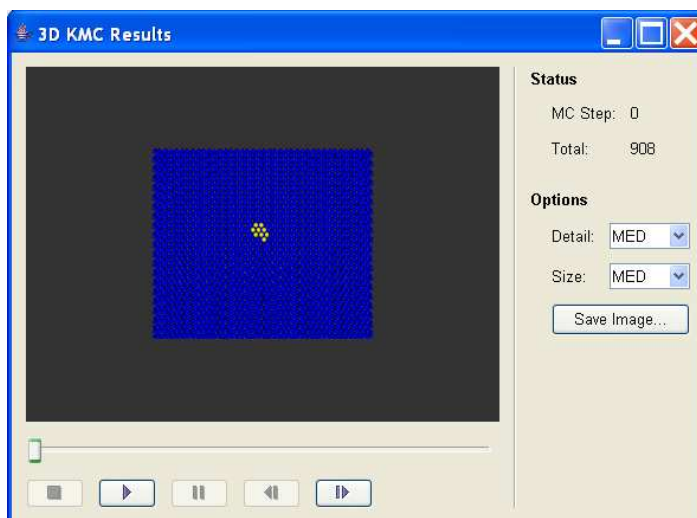 3D KMC Results
Status
MC Step: 0
Total: 908
Options
Detail: MED
Size: MED
Save Image...